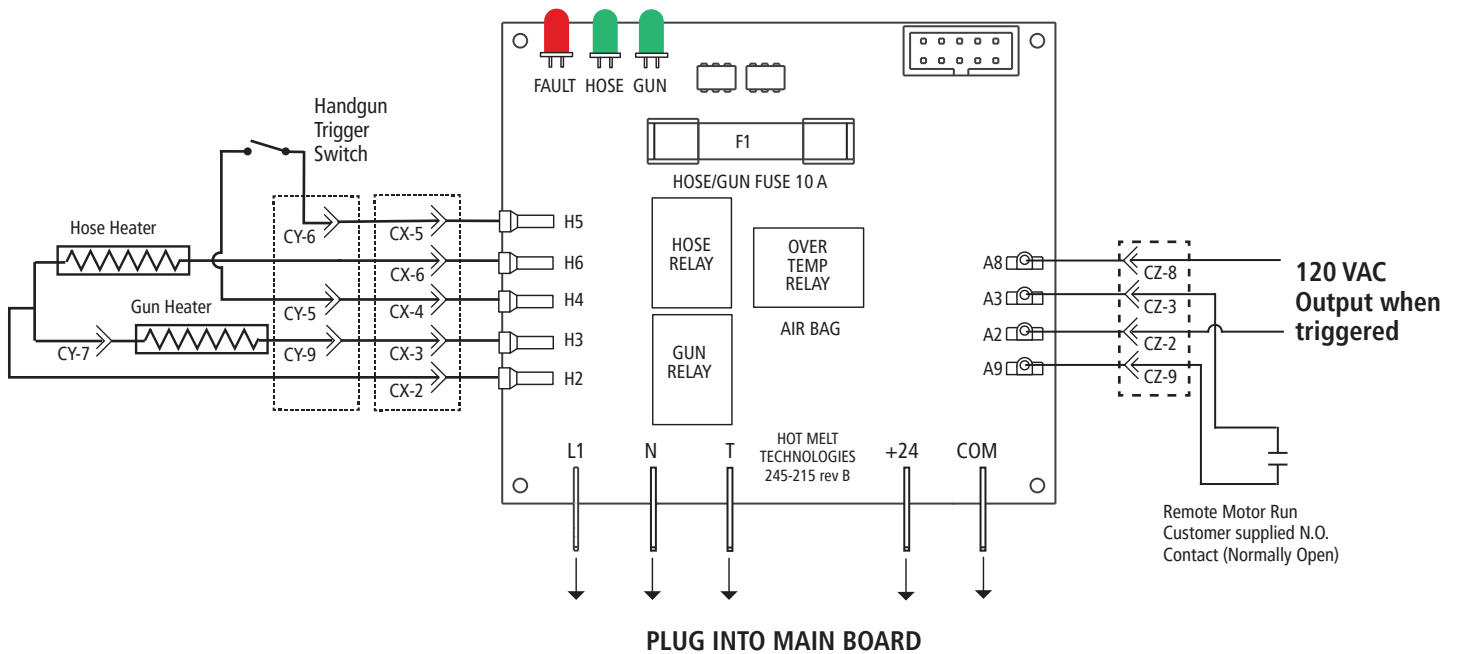 FAULT HOSE GUN
F1
HOSE/GUN FUSE 10 A
Handgun
Trigger
Switch
Hose Heater
Gun Heater
CY-6
CX-5
H5
CX-6
H6
CY-5
CX-4
H4
CY-7
CY-9
CX-3
H3
CX-2
H2
HOSE
RELAY
OVER
TEMP
RELAY
AIR BAG
GUN
RELAY
A8
CZ-8
A3
CZ-3
A2
CZ-2
A9
CZ-9
120 VAC
Output when
triggered
L1
N
T
HOT MELT
TECHNOLOGIES
245-215 rev B
+24
COM
Remote Motor Run
Customer supplied N.O.
Contact (Normally Open)
PLUG INTO MAIN BOARD